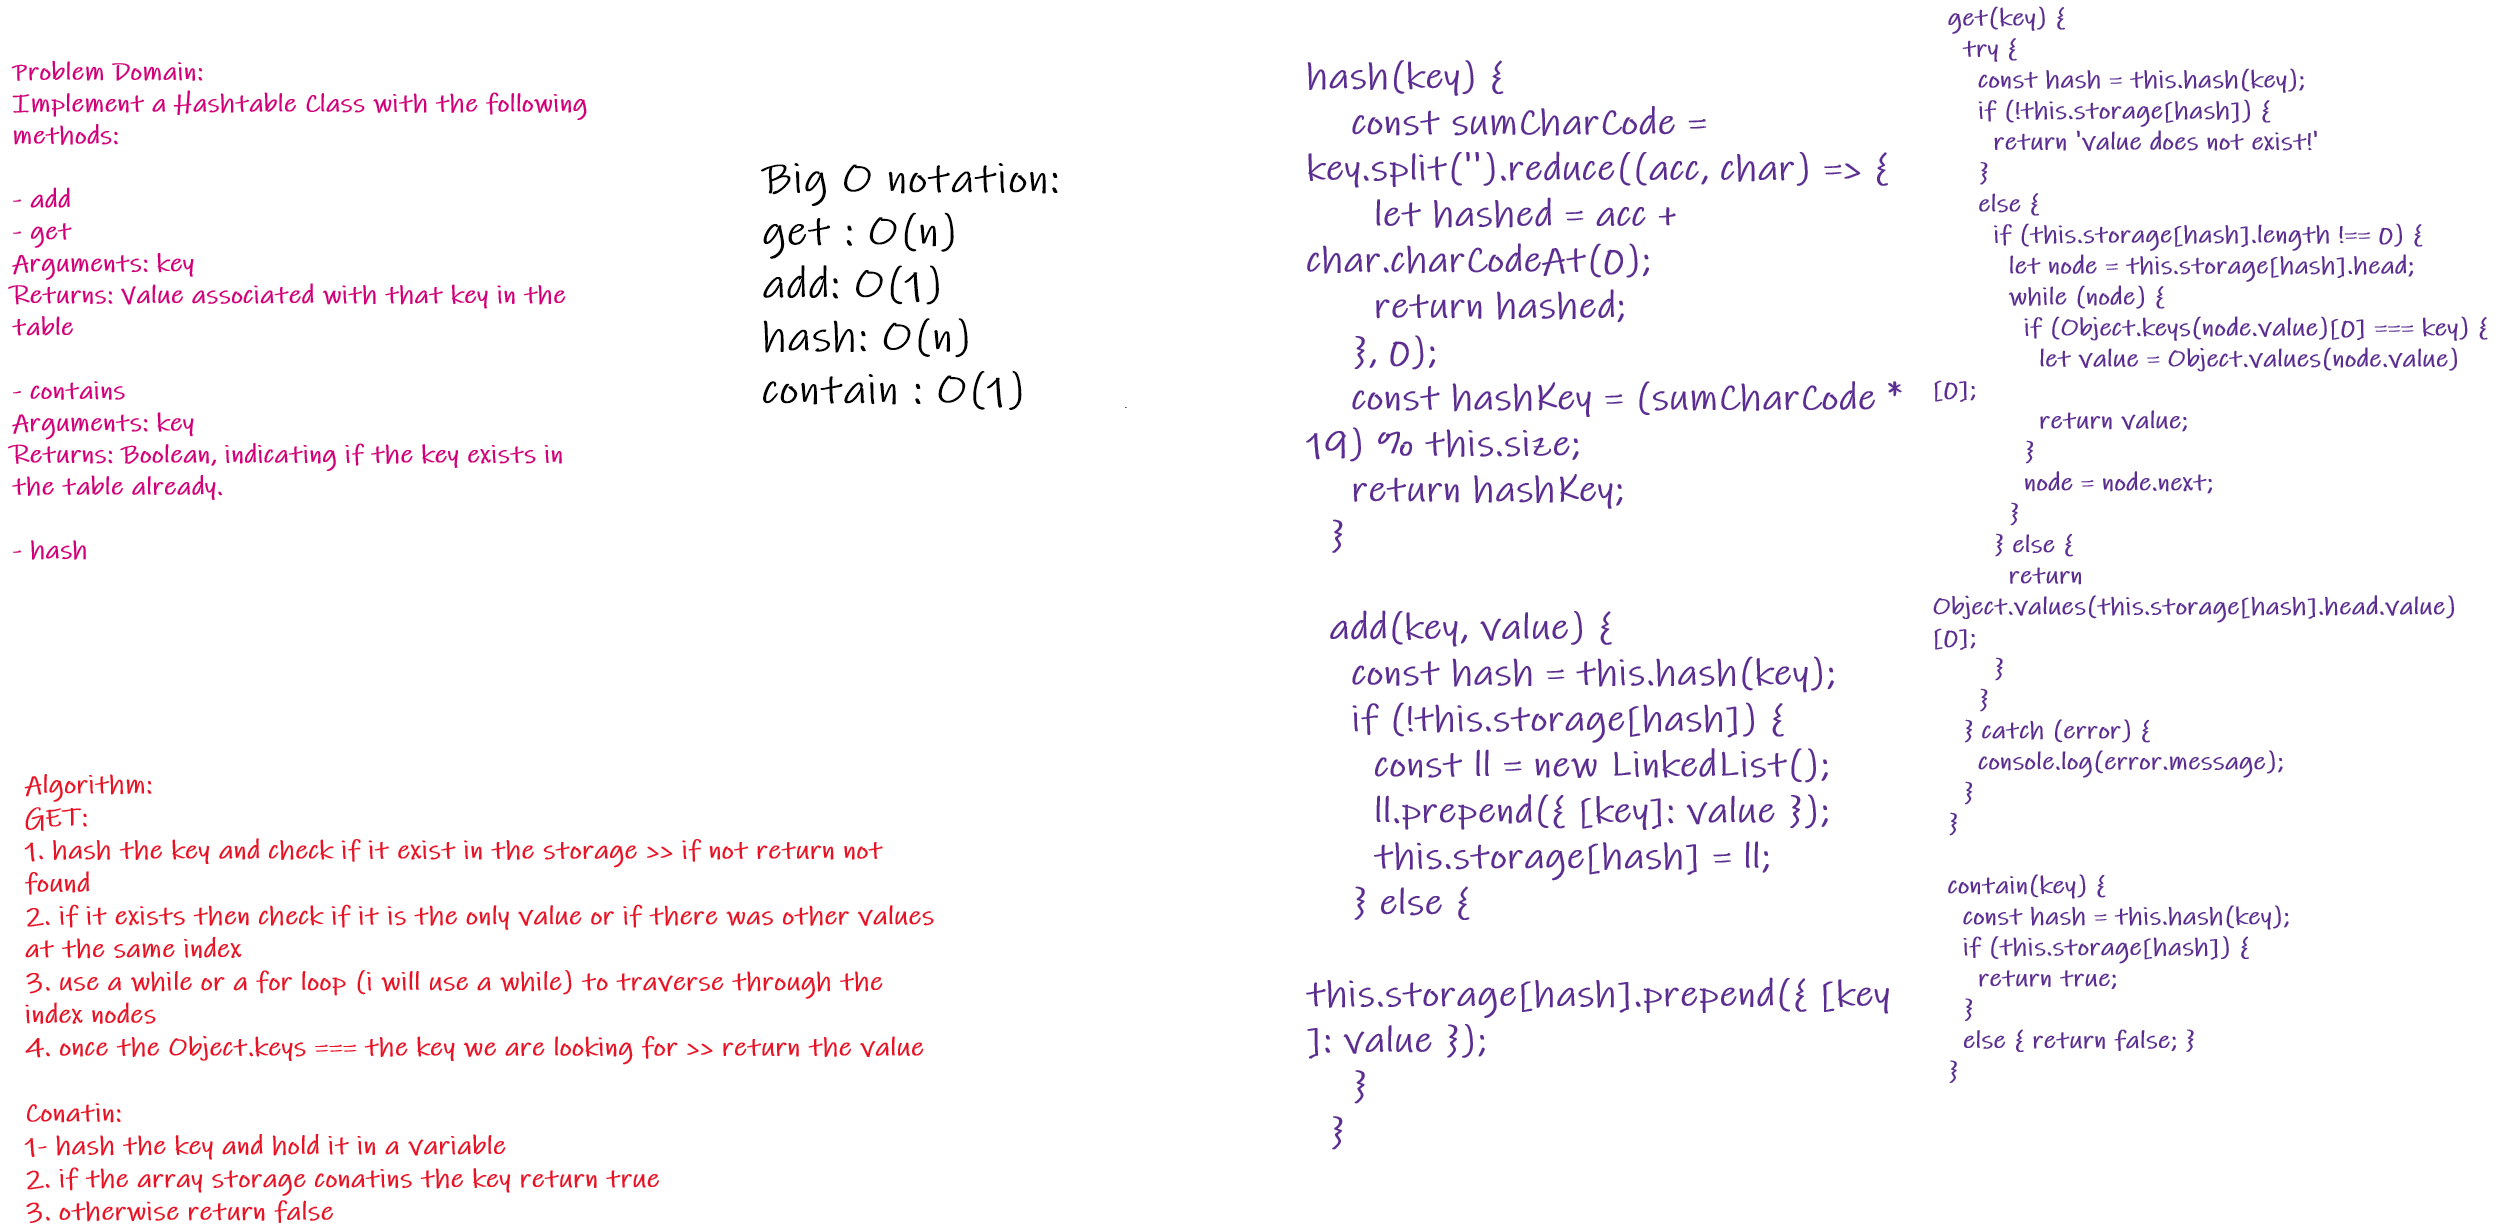 Problem Domain:
Implement a Hashtable Class with the following
methods:
- add
- get
Arguments: key
Returns: Value associated with that key in the
table
- contains
Arguments: key
Returns: Boolean, indicating if the key exists in
the table already.
- hash
Algorithm:
GET:
1. hash the key and check if it exist in the storage >> if not return not
found
2. if it exists then check if it is the only value or if there was other values
at the same index
3. use a while or a for loop (i will use a while) to traverse through the
index nodes
4. once the Object.keys === the key we are looking for >> return the value
Conatin:
1- hash the key and hold it in a variable
2. if the array storage conatins the key return true
3. otherwise return false
Big O notation:
get : O(n)
add: O(1)
hash: O(n)
contain : O(1)
hash(key) {
const sumCharCode =
key.split('').reduce((acc, char) => {
let hashed = acc +
char.charCodeAt(0);
return hashed;
}, 0);
const hashKey = (sumCharCode *
19) % this.size;
return hashKey;
}
add(key, value) {
const hash = this.hash(key);
if (!this.storage[hash]) {
const ll = new LinkedList();
ll.prepend({ [key]: value });
this.storage[hash] = ll;
} else {
this.storage[hash].prepend({ [key
]: value });
}
}
get(key) {
try {
const hash = this.hash(key);
if (!this.storage[hash]) {
return 'Value does not exist!'
}
else {
if (this.storage[hash].length !== 0) {
let node = this.storage[hash].head;
while (node) {
if (Object.keys(node.value)[0] === key) {
let value = Object.values(node.value)
[0];
return value;
}
node = node.next;
}
} else {
return
Object.values(this.storage[hash].head.value)
[0];
}
}
} catch (error) {
console.log(error.message);
}
}
contain(key) {
const hash = this.hash(key);
if (this.storage[hash]) {
return true;
}
else { return false; }
}